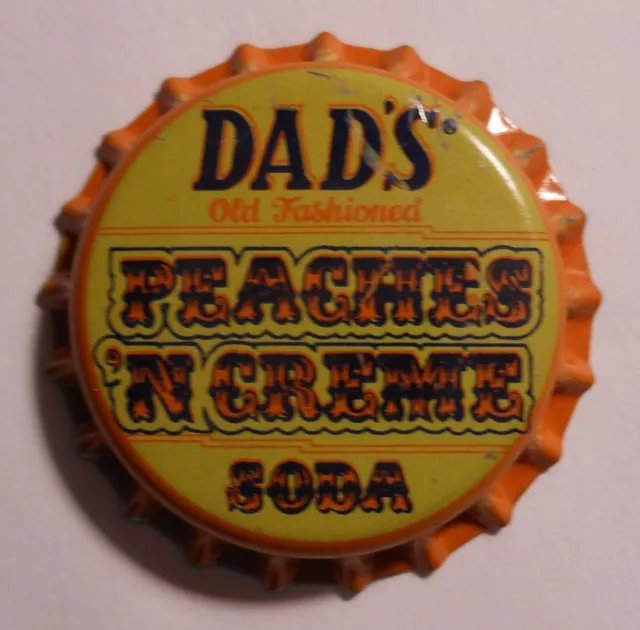 DAD'S®
Old Fashioned
PEACHES
'N CREME
SODA